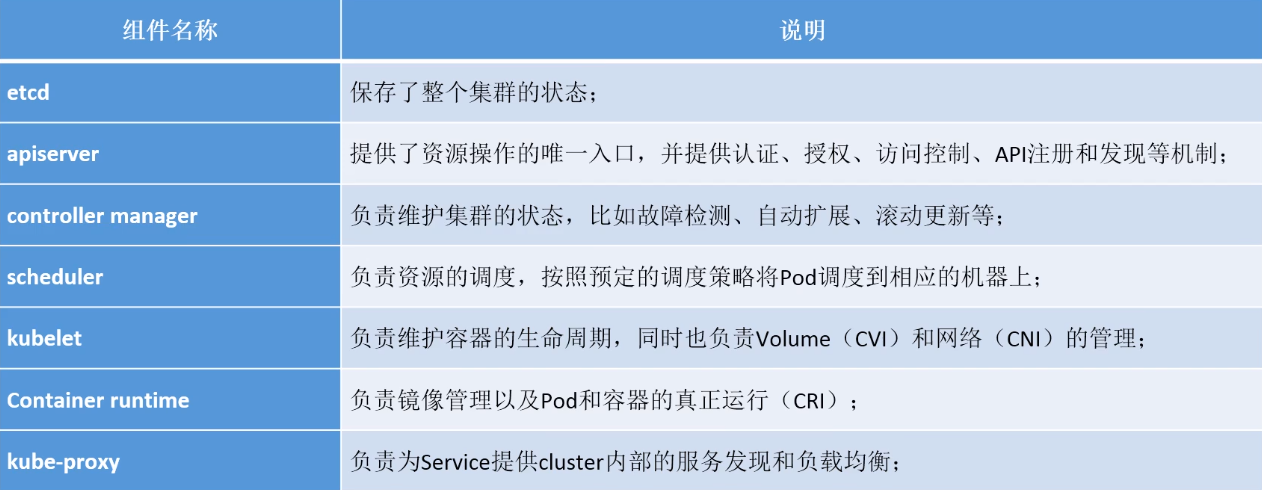 组件名称 说明
etcd 保存了整个集群的状态；
apiserver 提供了资源操作的唯一入口，并提供认证、授权、访问控制、API注册和发现等机制；
controller manager 负责维护集群的状态，比如故障检测、自动扩展、滚动更新等；
scheduler 负责资源的调度，按照预定的调度策略将Pod调度到相应的机器上；
kubelet 负责维护容器的生命周期，同时也负责Volume（CVI）和网络（CNI）的管理；
Container runtime 负责镜像管理以及Pod和容器的真正运行（CRI）；
kube-proxy 负责为Service提供cluster内部的服务发现和负载均衡；